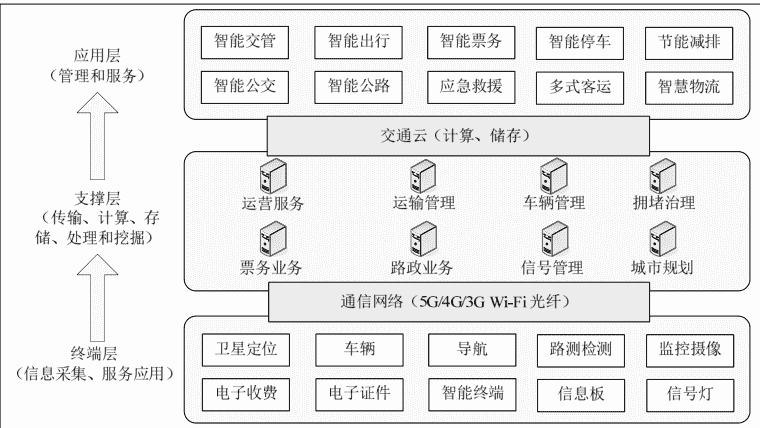 应用层
（管理和服务）
智能交管 智能出行 智能票务 智能停车 节能减排
智能公交 智能公路 应急救援 多式客运 智慧物流
交通云（计算、储存）
支撑层
（传输、计算、存
储、处理和挖掘）
运营服务 运输管理 车辆管理 拥堵治理
票务业务 路政业务 信号管理 城市规划
通信网络（5G/4G/3G Wi-Fi 光纤）
终端层
（信息采集、服务应用）
卫星定位 车辆 导航 路测检测 监控摄像
电子收费 电子证件 智能终端 信息板 信号灯